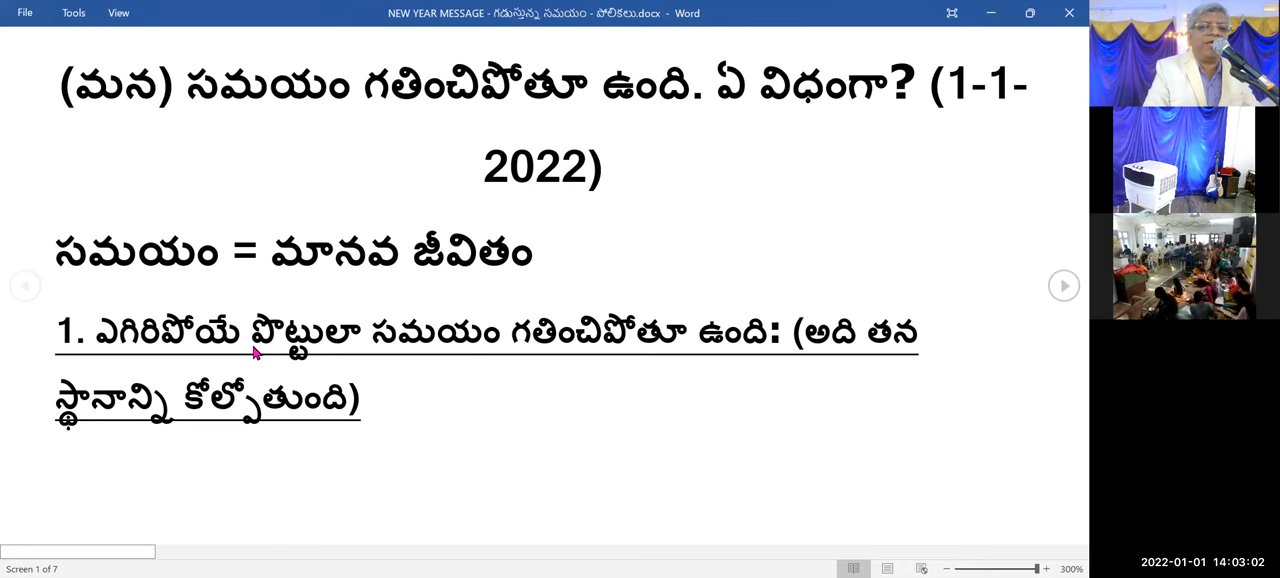 File Tools View NEW YEAR MESSAGE - గడుస్తున్న సమయం - పోలికలు.docx - Word
(మన) సమయం గతించిపోతూ ఉంది. ఏ విధంగా? (1-1-
2022)
సమయం = మానవ జీవితం
1. ఎగిరిపోయే పొట్టులా సమయం గతించిపోతూ ఉంది: (అది తన
స్థానాన్ని కోల్పోతుంది)
Screen 1 of 7 300%
2022-01-01 14:03:02